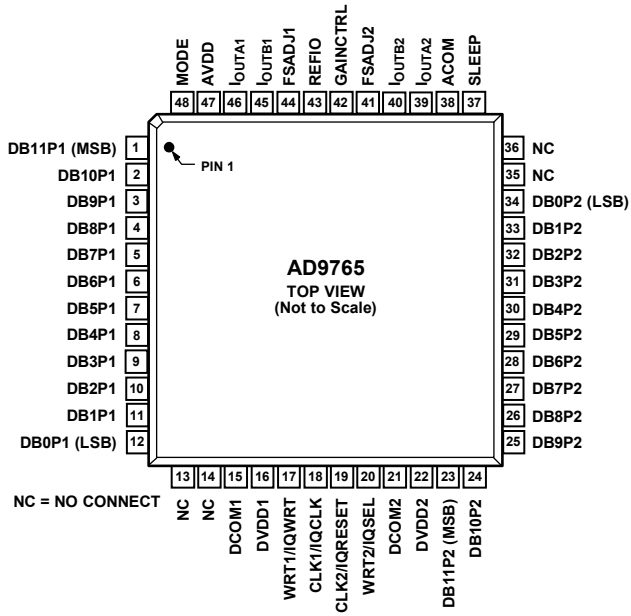 MODE
AVDD
IOUTA1
IOUTB1
FSADJ1
REFIO
GAINCTRL
FSADJ2
IOUTB2
IOUTA2
ACOM
SLEEP
48 47 46 45 44 43 42 41 40 39 38 37
DB11P1 (MSB) 1
DB10P1 2
DB9P1 3
DB8P1 4
DB7P1 5
DB6P1 6
DB5P1 7
DB4P1 8
DB3P1 9
DB2P1 10
DB1P1 11
DB0P1 (LSB) 12
PIN 1
AD9765
TOP VIEW
(Not to Scale)
36 NC
35 NC
34 DB0P2 (LSB)
33 DB1P2
32 DB2P2
31 DB3P2
30 DB4P2
29 DB5P2
28 DB6P2
27 DB7P2
26 DB8P2
25 DB9P2
13 14 15 16 17 18 19 20 21 22 23 24
NC
NC
DCOM1
DVDD1
WRT1/IQWRT
CLK1/IQCLK
CLK2/IQRESET
WRT2/IQSEL
DCOM2
DVDD2
DB11P2 (MSB)
DB10P2
NC = NO CONNECT